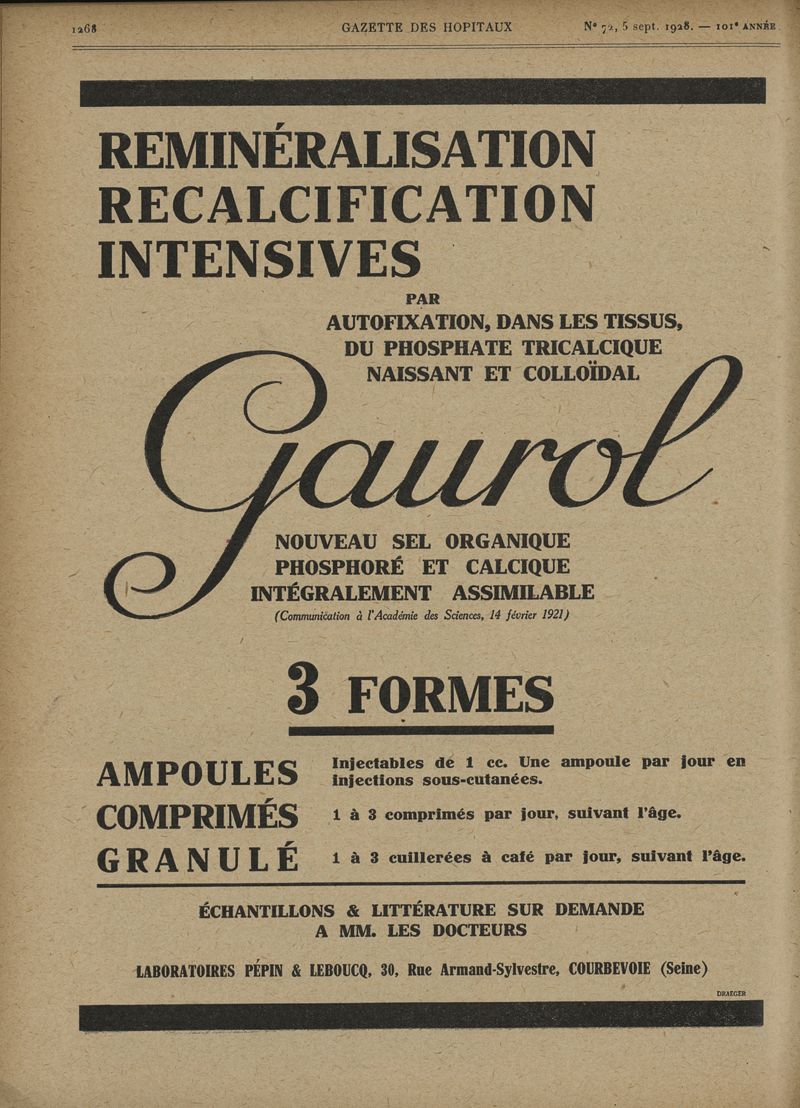 1268 GAZETTE DES HOPITAUX Nº 72, 5 sept. 1928. — 101e ANNÉE
REMINÉRALISATION
RECALCIFICATION
INTENSIVES
PAR
AUTOFIXATION, DANS LES TISSUS,
DU PHOSPHATE TRICALCIQUE
NAISSANT ET COLLOÏDAL
Gaurol
NOUVEAU SEL ORGANIQUE
PHOSPHORÉ ET CALCIQUE
INTÉGRALEMENT ASSIMILABLE
(Communication à l'Académie des Sciences, 14 février 1921)
3 FORMES
AMPOULES Injectables de 1 cc. Une ampoule par jour en
injections sous-cutanées.
COMPRIMÉS 1 à 3 comprimés par jour, suivant l'âge.
GRANULÉ 1 à 3 cuillerées à café par jour, suivant l'âge.
ÉCHANTILLONS & LITTÉRATURE SUR DEMANDE
A MM. LES DOCTEURS
LABORATOIRES PÉPIN & LEBOUCQ, 30, Rue Armand-Sylvestre, COURBEVOIE (Seine)
DRAEGER